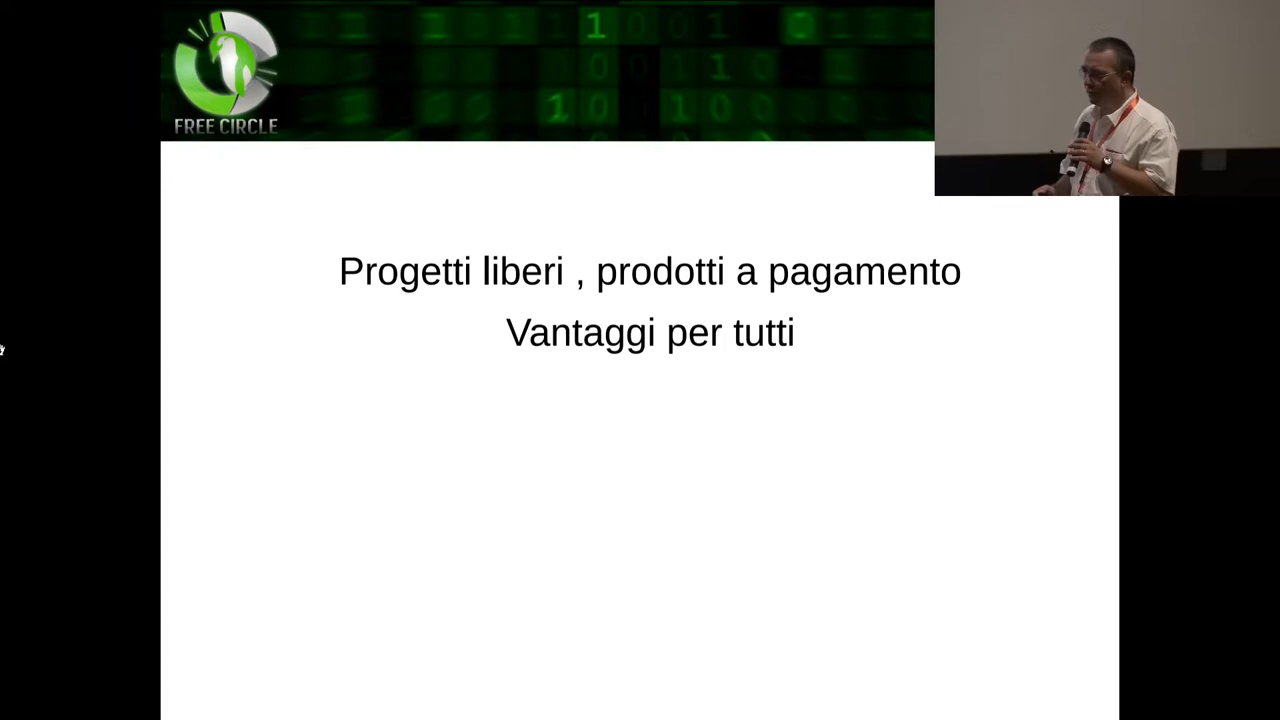 FREE CIRCLE
Progetti liberi , prodotti a pagamento
Vantaggi per tutti